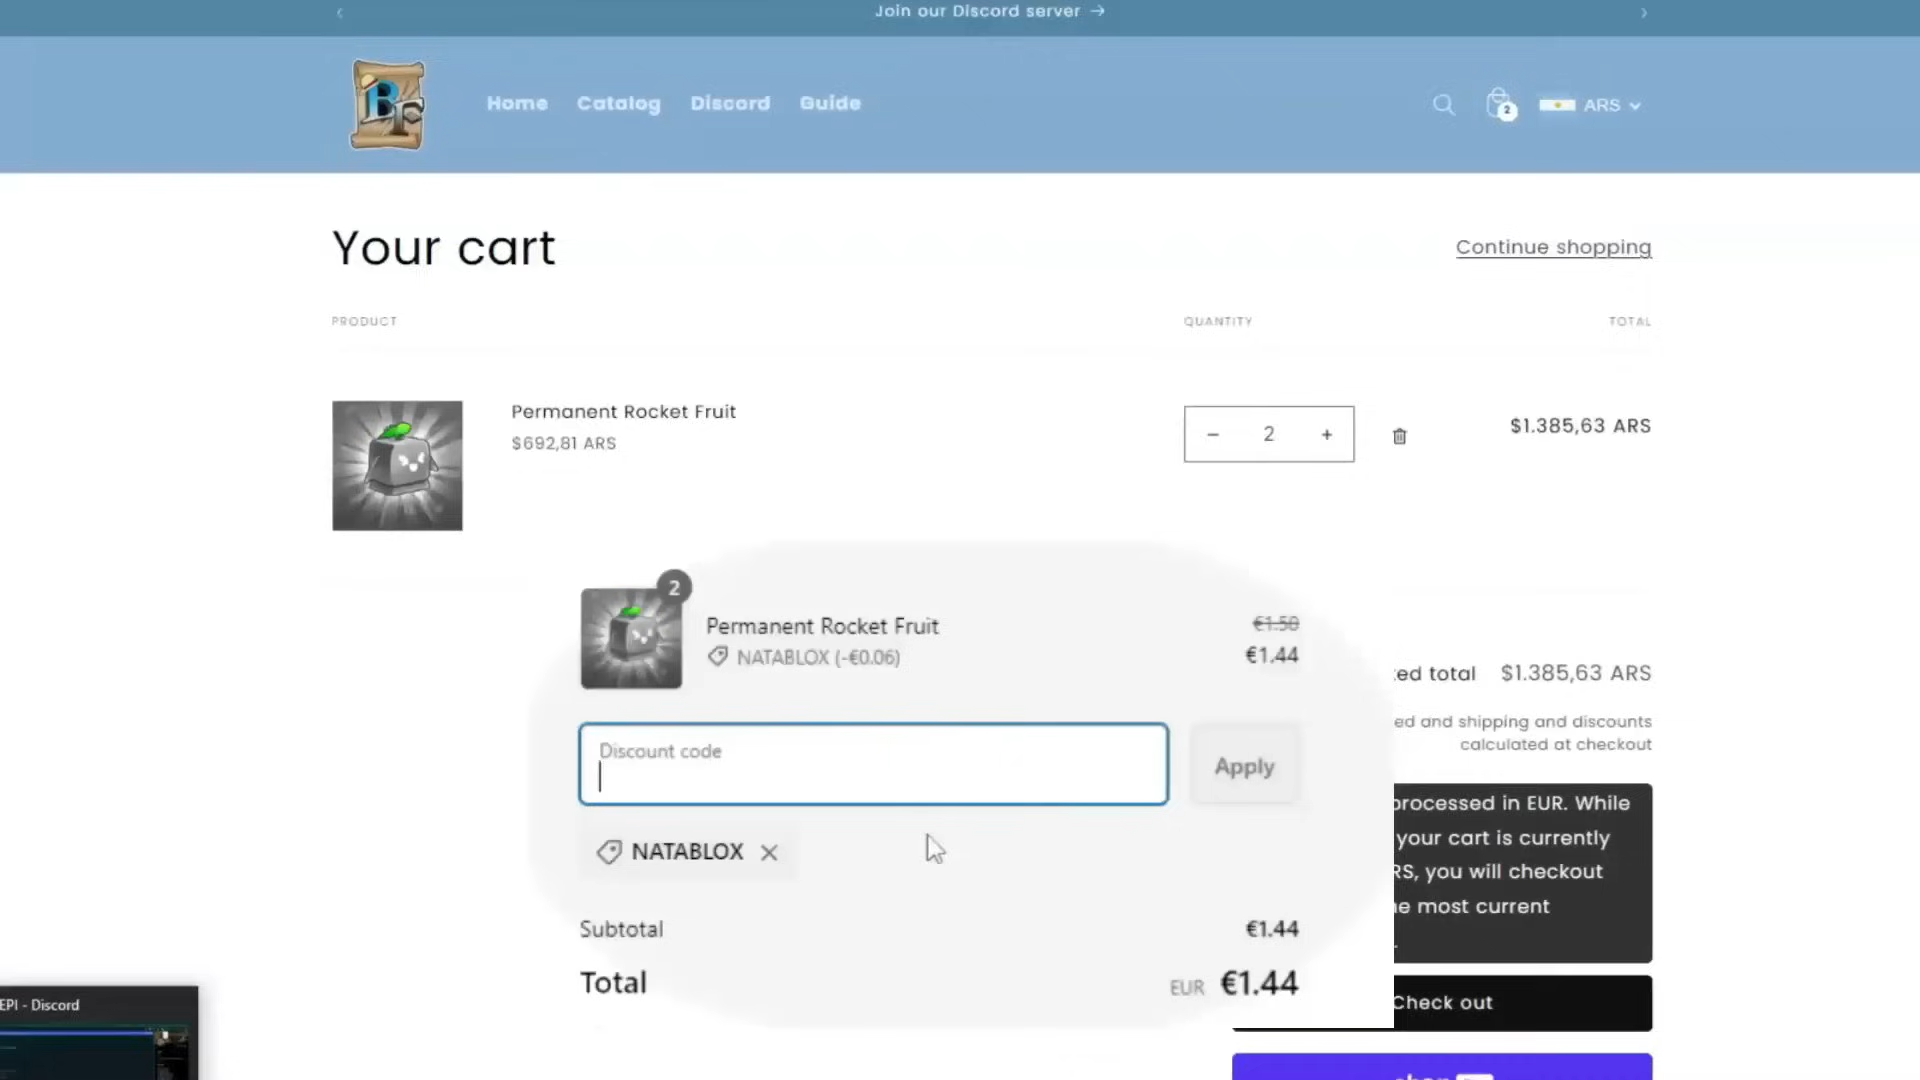 Join our Discord server →
BF
Home
Catalog
Discord
Guide
2
ARS
Your cart
Continue shopping
PRODUCT
QUANTITY
TOTAL
Permanent Rocket Fruit
$692,81 ARS
− 2 +
$1.385,63 ARS
2
Permanent Rocket Fruit
€1.50
NATABLOX (-€0.06)
€1.44
ed total $1.385,63 ARS
Discount code
Apply
ed and shipping and discounts
calculated at checkout
processed in EUR. While
your cart is currently
RS, you will checkout
e most current
.
NATABLOX
Subtotal
€1.44
Total
EUR €1.44
EPI - Discord
Check out
shop